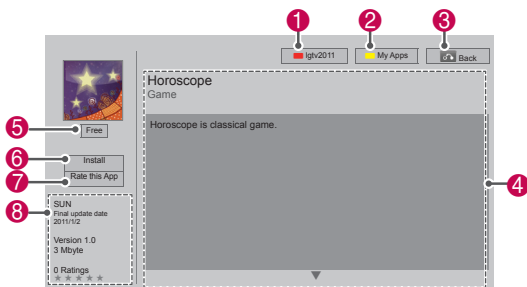 1
2
3
lgtv2011
My Apps
Back
Horoscope
Game
4
Horoscope is classical game.
5
Free
6
Install
7
Rate this App
8
SUN
Final update date
2011/1/2
Version 1.0
3 Mbyte
0 Ratings